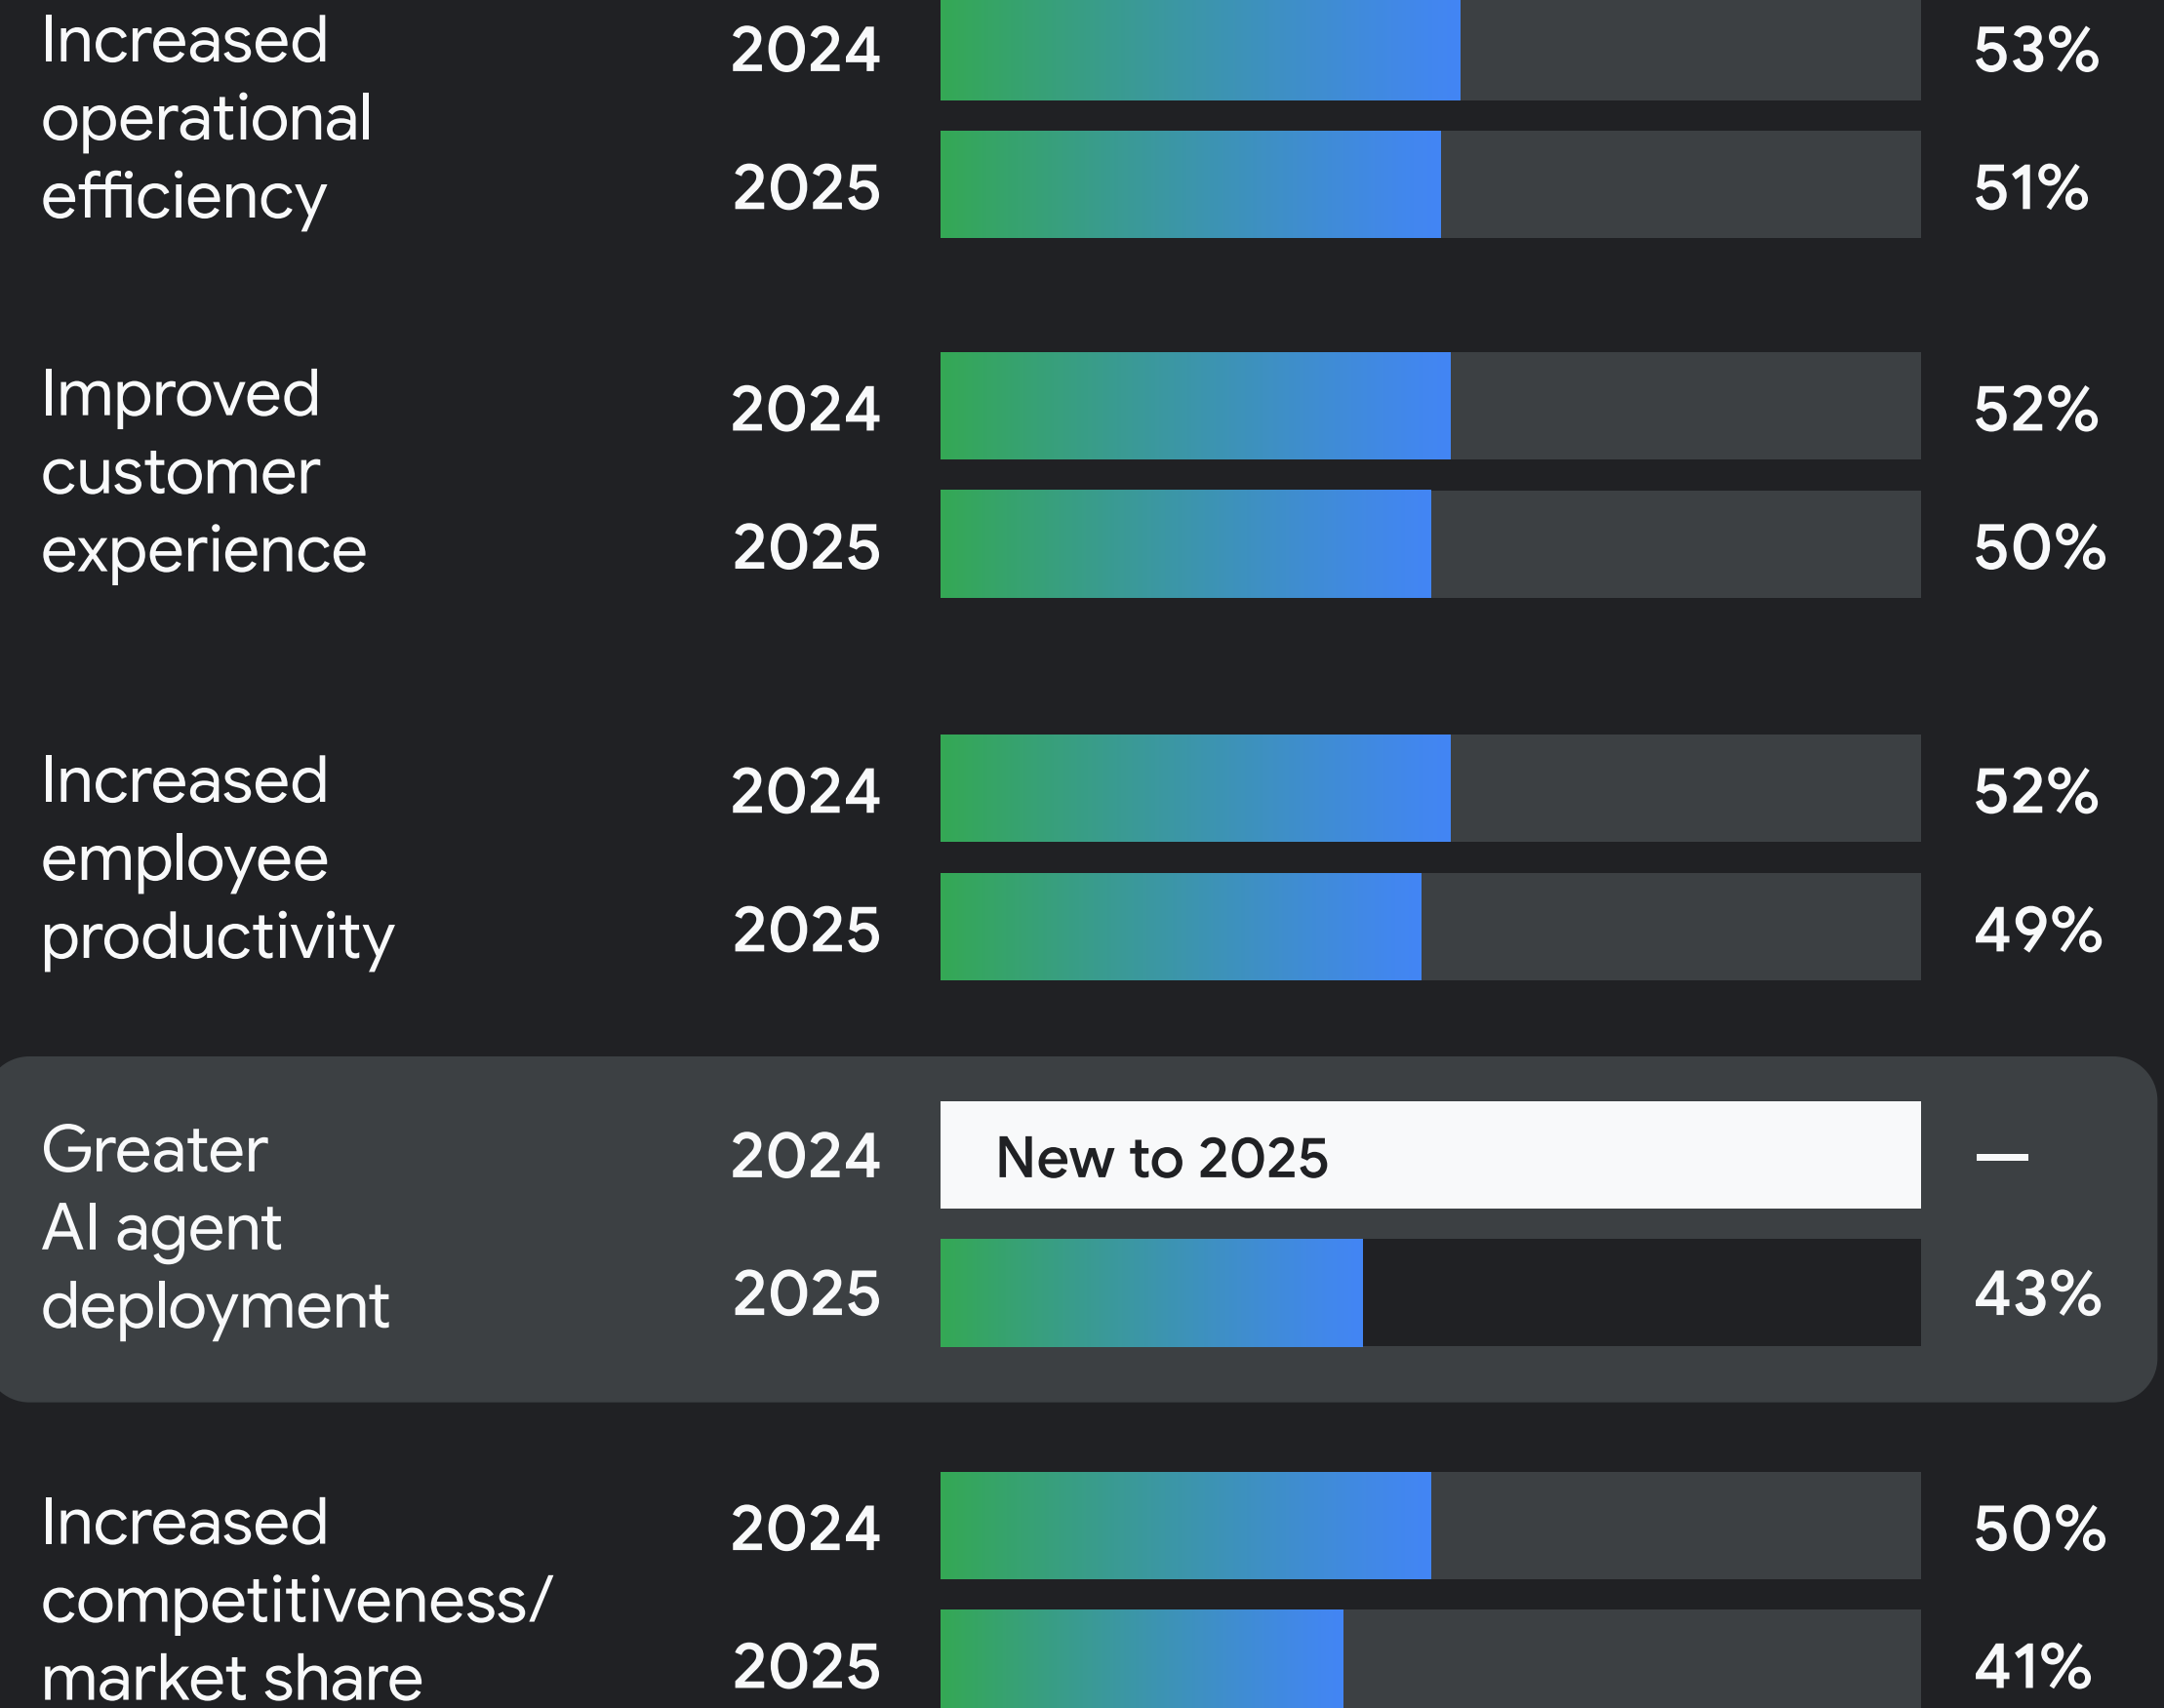 Increased
operational
efficiency
2024
53%
2025
51%
Improved
customer
experience
2024
52%
2025
50%
Increased
employee
productivity
2024
52%
2025
49%
Greater
AI agent
deployment
2024
New to 2025
—
2025
43%
Increased
competitiveness/
market share
2024
50%
2025
41%